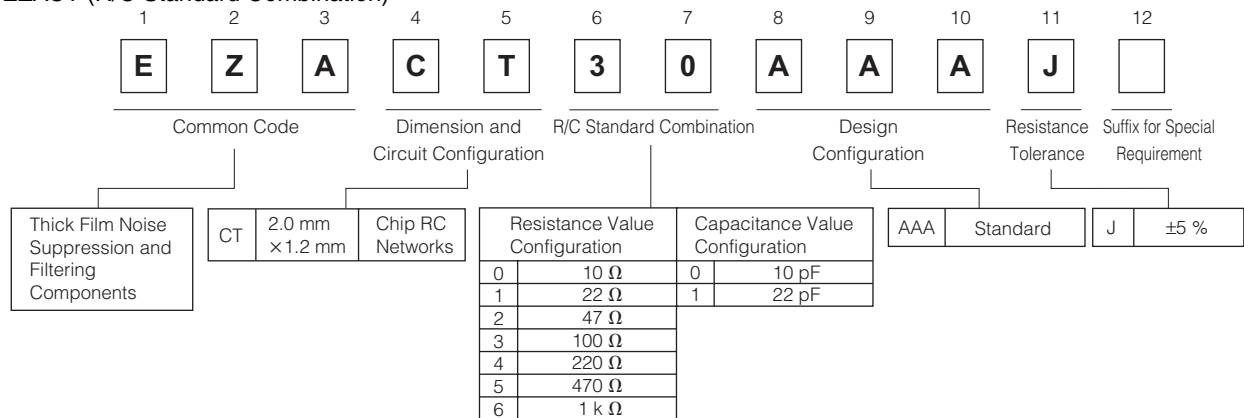 EZACT (R/C Standard Combination)
1 2 3 4 5 6 7 8 9 10 11 12
E Z A C T 3 0 A A A J
Common Code
Dimension and
Circuit Configuration
R/C Standard Combination
Design
Configuration
Resistance
Tolerance
Suffix for Special
Requirement
Thick Film Noise
Suppression and
Filtering
Components
CT
2.0 mm
×1.2 mm
Chip RC
Networks
Resistance Value
Configuration
0 10 Ω
1 22 Ω
2 47 Ω
3 100 Ω
4 220 Ω
5 470 Ω
6 1 k Ω
Capacitance Value
Configuration
0 10 pF
1 22 pF
AAA Standard
J ±5 %